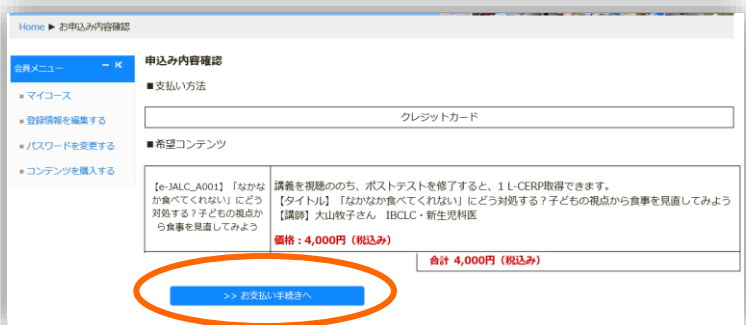 Home ▶ お申込み内容確認
会員メニュー
マイコース
登録情報を編集する
パスワードを変更する
コンテンツを購入する
申込み内容確認
■支払い方法
クレジットカード
■希望コンテンツ
【e-JALC_A001】「なかな
か食べてくれない」にどう
対処する？子どもの視点か
ら食事を見直してみよう
講義を視聴ののち、ポストテストを修了すると、1 L-CERP取得できます。
【タイトル】「なかなか食べてくれない」にどう対処する？子どもの視点から食事を見直してみよう
【講師】大山牧子さん　IBCLC・新生児科医
価格：4,000円（税込み）
合計 4,000円（税込み）
>> お支払い手続きへ